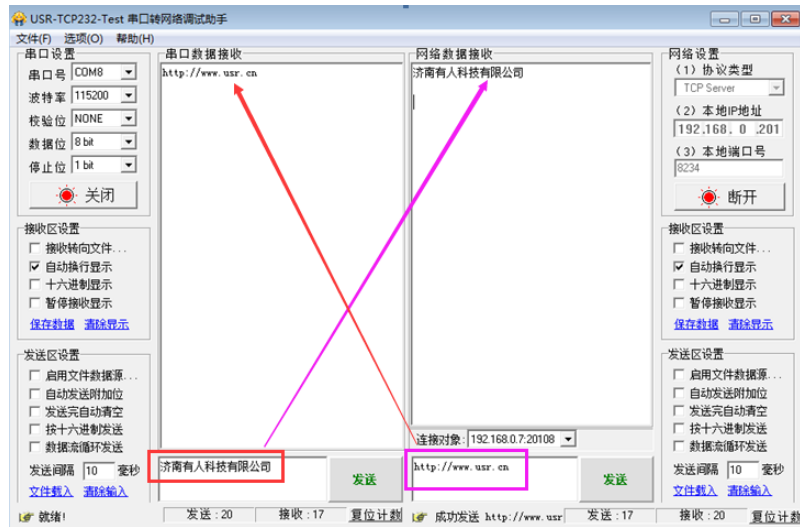 USR-TCP232-Test 串口转网络调试助手
文件(F) 选项(O) 帮助(H)
串口设置
串口号 COM8
波特率 115200
校验位 NONE
数据位 8 bit
停止位 1 bit
关闭
接收区设置
接收转向文件...
自动换行显示
十六进制显示
暂停接收显示
保存数据 清除显示
发送区设置
启用文件数据源...
自动发送附加位
发送完自动清空
按十六进制发送
数据流循环发送
发送间隔 10 毫秒
文件载入 清除输入
串口数据接收
http://www.usr.cn
济南有人科技有限公司
发送
网络数据接收
济南有人科技有限公司
连接对象: 192.168.0.7:20108
http://www.usr.cn
发送
网络设置
(1) 协议类型
TCP Server
(2) 本地IP地址
192.168. 0 .201
(3) 本地端口号
8234
断开
接收区设置
接收转向文件...
自动换行显示
十六进制显示
暂停接收显示
保存数据 清除显示
发送区设置
启用文件数据源...
自动发送附加位
发送完自动清空
按十六进制发送
数据流循环发送
发送间隔 10 毫秒
文件载入 清除输入
就绪! 发送:20 接收:17 复位计数
成功发送 http://www.usr 发送:17 接收:20 复位计数